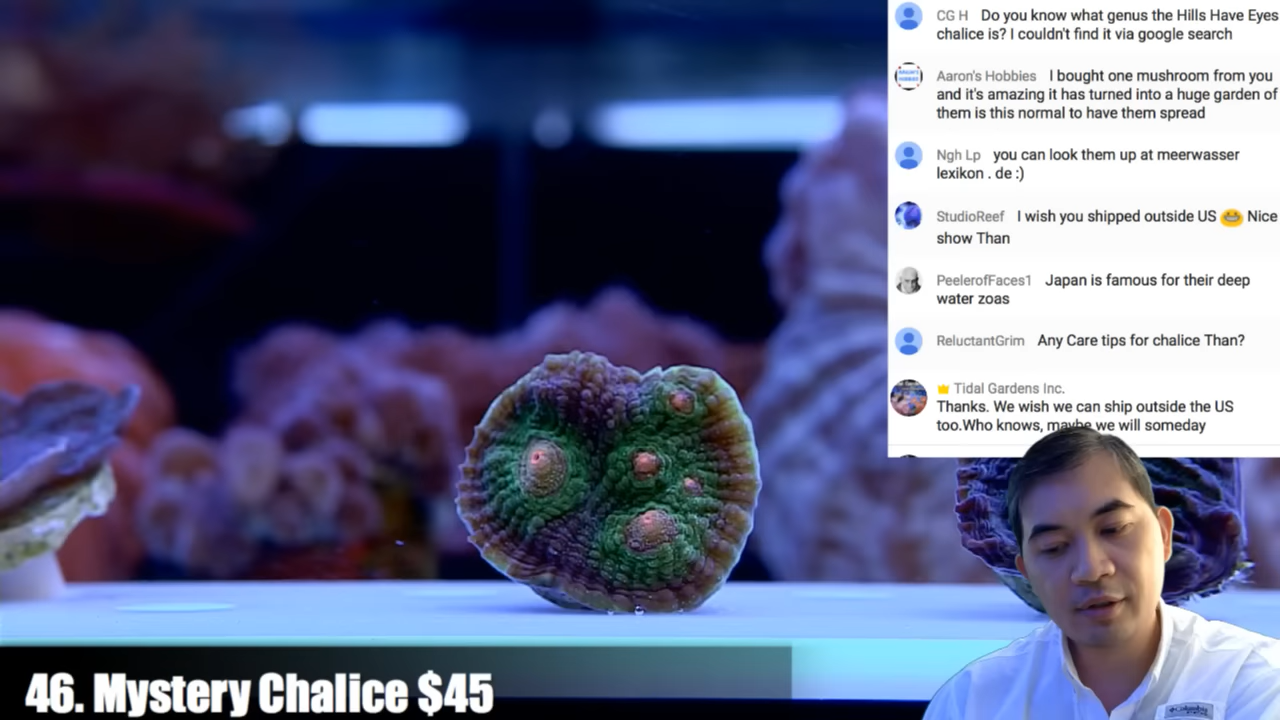 CG H Do you know what genus the Hills Have Eyes
chalice is? I couldn't find it via google search
Aaron's Hobbies I bought one mushroom from you
and it's amazing it has turned into a huge garden of
them is this normal to have them spread
Ngh Lp you can look them up at meerwasser
lexikon . de :)
StudioReef I wish you shipped outside US 😁 Nice
show Than
PeelerofFaces1 Japan is famous for their deep
water zoas
ReluctantGrim Any Care tips for chalice Than?
Tidal Gardens Inc.
Thanks. We wish we can ship outside the US
too.Who knows, maybe we will someday
46. Mystery Chalice $45
Columbia